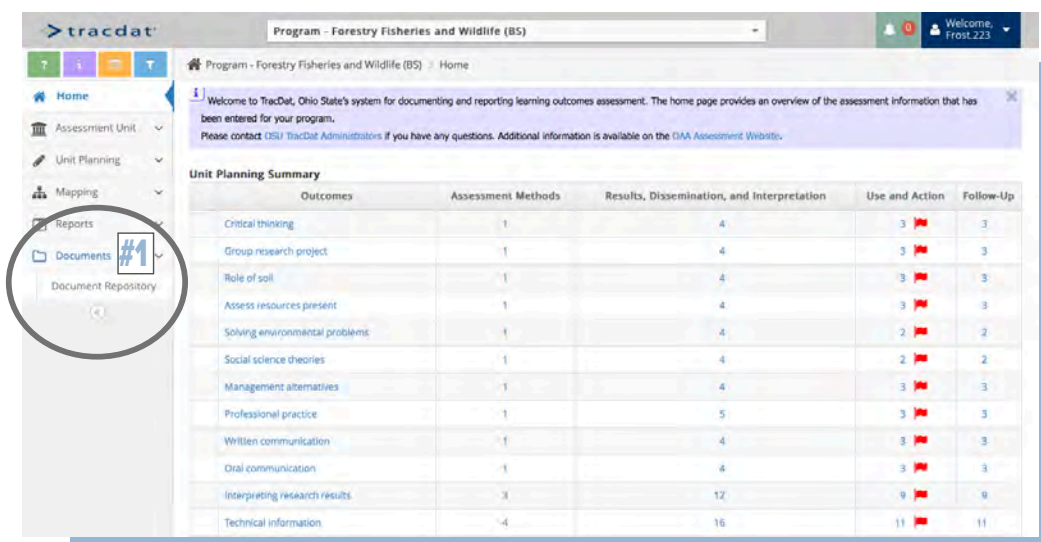 tracdat
Program - Forestry Fisheries and Wildlife (BS)
0
Welcome,
Frost.223
? i
Program - Forestry Fisheries and Wildlife (BS) > Home
Home
Assessment Unit
Unit Planning
Mapping
Reports
Documents
#1
Document Repository
i Welcome to TracDat, Ohio State's system for documenting and reporting learning outcomes assessment. The home page provides an overview of the assessment information that has
been entered for your program.
Please contact OSU TracDat Administrators if you have any questions. Additional information is available on the OAA Assessment Website.
Unit Planning Summary
Outcomes Assessment Methods Results, Dissemination, and Interpretation Use and Action Follow-Up
Critical thinking 1 4 3 3
Group research project 1 4 3 3
Role of soil 1 4 3 3
Assess resources present 1 4 3 3
Solving environmental problems 1 4 2 2
Social science theories 1 4 2 2
Management alternatives 1 4 3 3
Professional practice 1 5 3 3
Written communication 1 4 3 3
Oral communication 1 4 3 3
Interpreting research results 3 12 9 9
Technical information 4 16 11 11